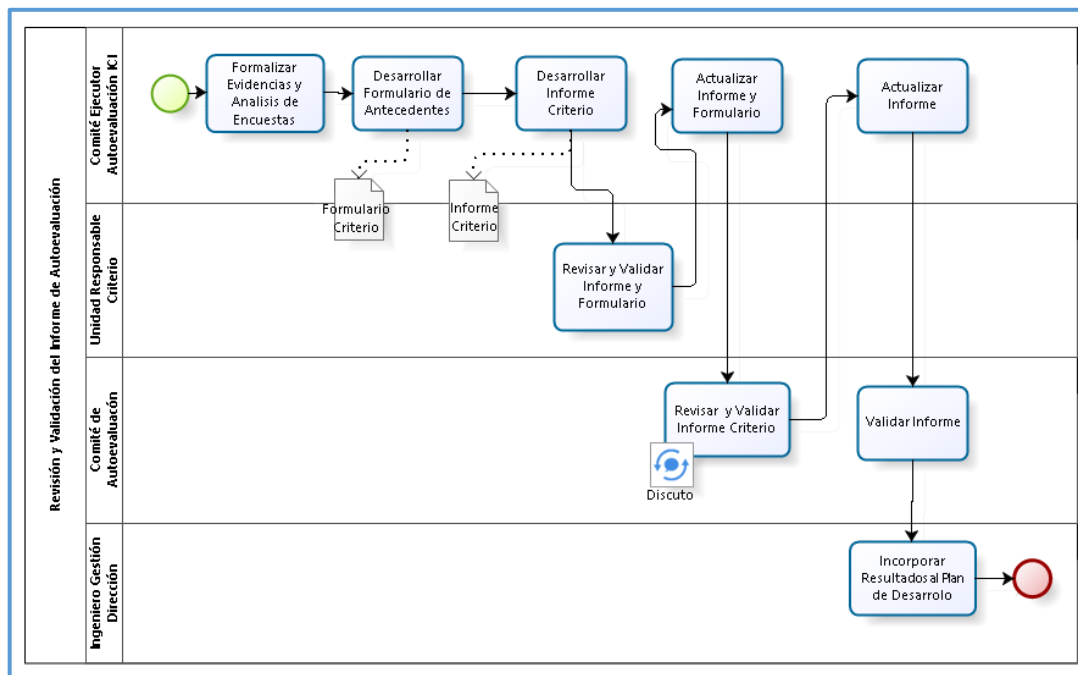 Revisión y Validación del Informe de Autoevaluación
Comité Ejecutor
Autoevaluación ICI
Formalizar
Evidencias y
Analisis de
Encuestas
Desarrollar
Formulario de
Antecedentes
Desarrollar
Informe
Criterio
Actualizar
Informe y
Formulario
Actualizar
Informe
Formulario
Criterio
Informe
Criterio
Unidad Responsable
Criterio
Revisar y Validar
Informe y
Formulario
Comité de
Autoevaluacón
Revisar y Validar
Informe Criterio
Discuto
Validar Informe
Ingeniero Gestión
Dirección
Incorporar
Resultados al Plan
de Desarrolo